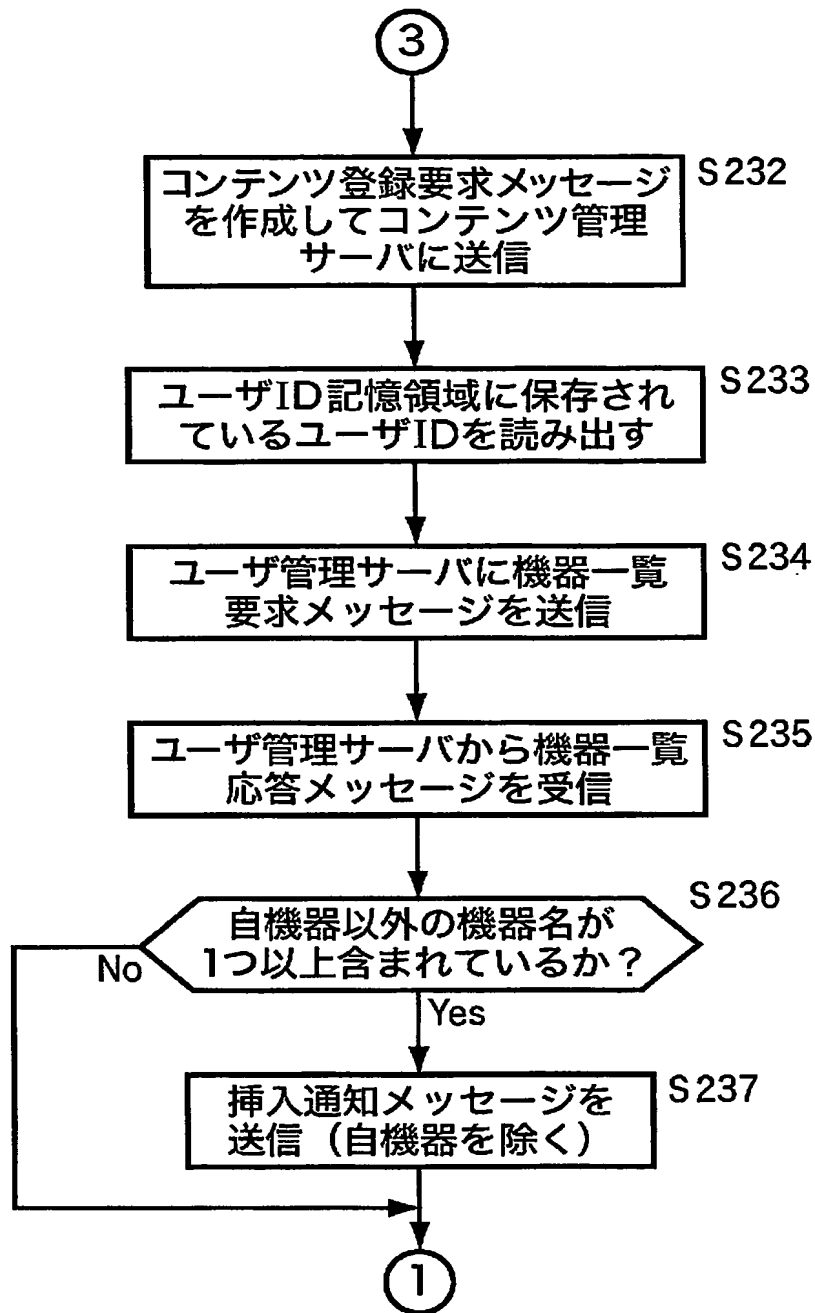 3
コンテンツ登録要求メッセージ
を作成してコンテンツ管理
サーバに送信
S232
ユーザID記憶領域に保存され
ているユーザIDを読み出す
S233
ユーザ管理サーバに機器一覧
要求メッセージを送信
S234
ユーザ管理サーバから機器一覧
応答メッセージを受信
S235
自機器以外の機器名が
1つ以上含まれているか?
S236
No
Yes
挿入通知メッセージを
送信(自機器を除く)
S237
1